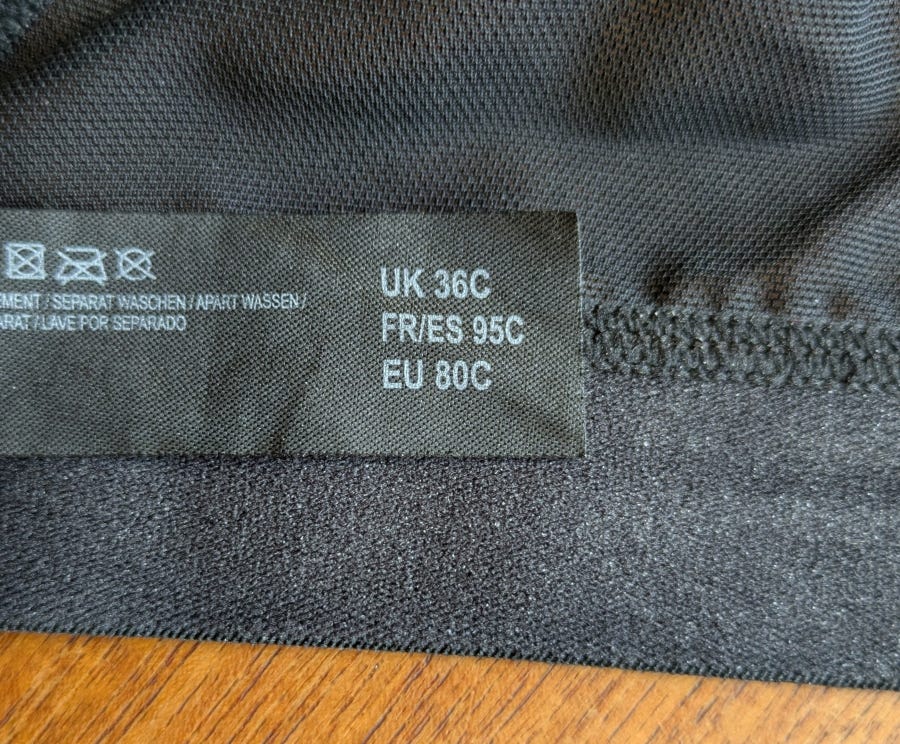 / SEPARAT WASCHEN / APART WASSEN /
/ LAVE POR SEPARADO
UK 36C
FR/ES 95C
EU 80C